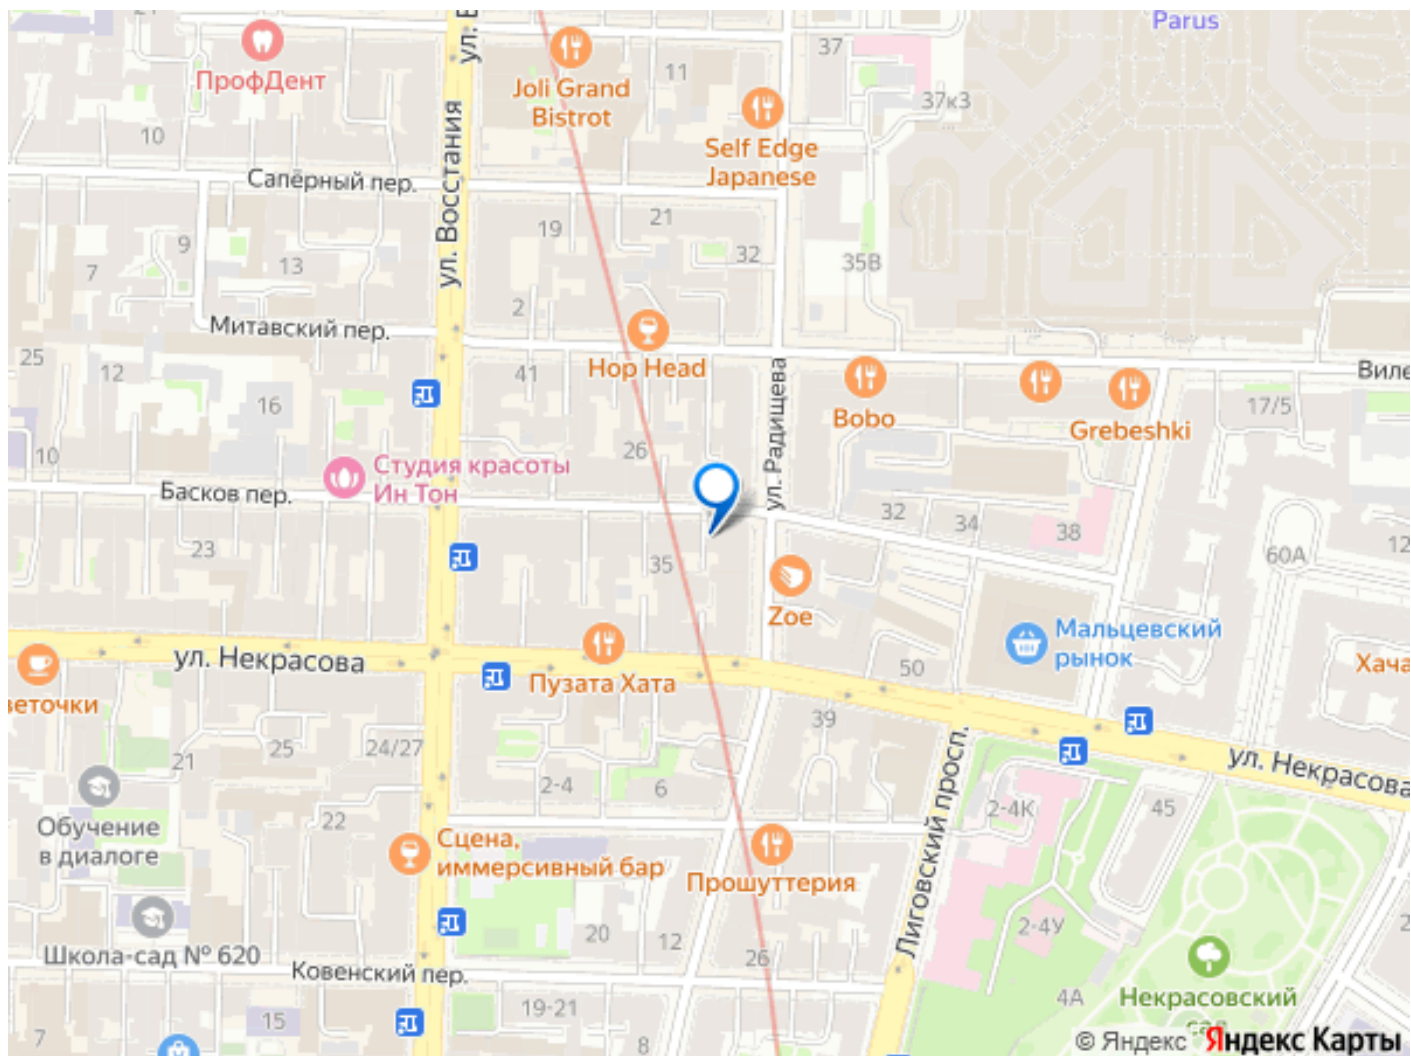 21
ул. В
Parus
ПрофДент
Joli Grand
Bistrot
11
37
37к3
Self Edge
Japanese
10
Сапёрный пер.
ул. Восстания
19
21
32
35В
9
7
13
2
Митавский пер.
Hop Head
ул. Радищева
Виле
25
12
16
41
Bobo
Grebeshki
17/5
10
26
Студия красоты
Ин Тон
Басков пер.
23
32
34
38
60А
12
35
Zoe
Мальцевский
рынок
ул. Некрасова
50
Хача
веточки
Пузата Хата
39
21
25
24/27
2-4
6
Лиговский просп.
ул. Некрасова
2-4К
45
22
Обучение
в диалоге
Сцена,
иммерсивный бар
Прошуттерия
20
12
26
2-4У
2
Школа-сад № 620
Ковенский пер.
19-21
4А
Некрасовский
сад
7
15
8
© Яндекс Яндекс Карты